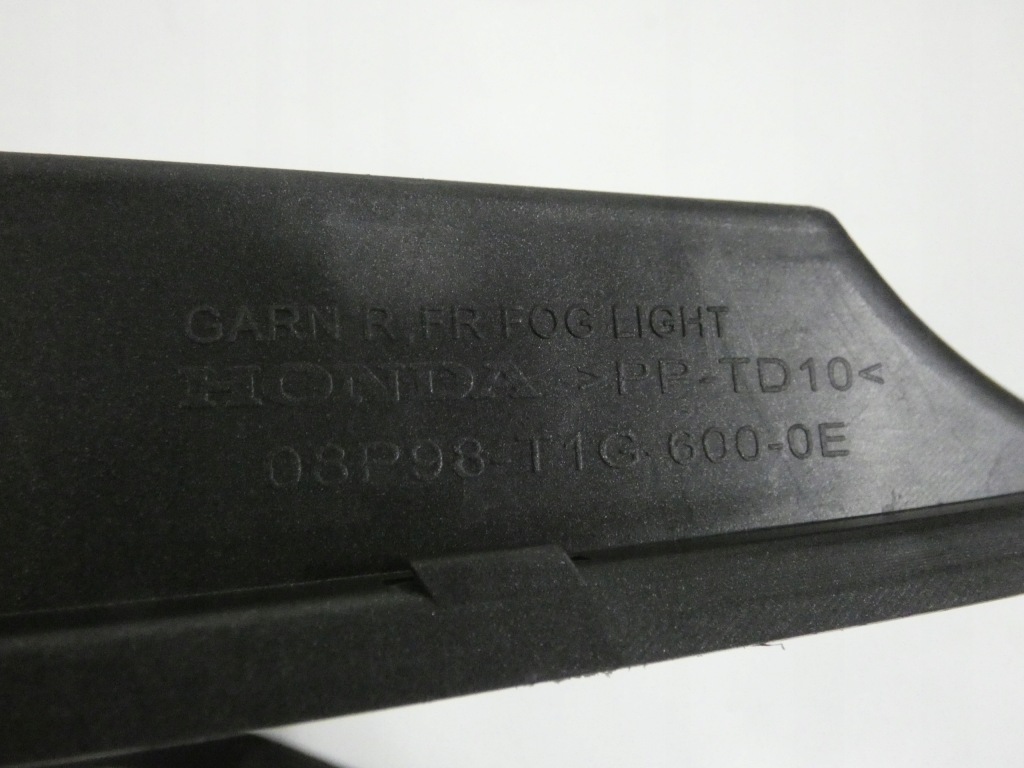 GARN R,FR FOG LIGHT
HONDA >PP-TD10<
08P98-T1G-600-0E